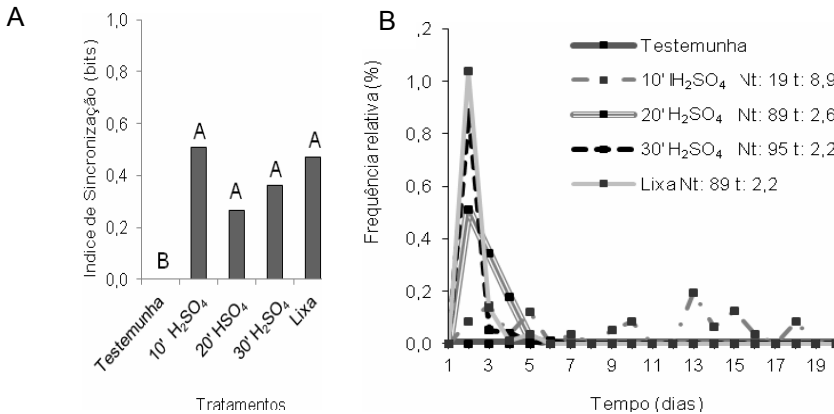 A
Indice de Sincronização (bits)
1,0
0,8
0,6
0,4
0,2
0,0
B
A
A
A
A
Testemunha
10' H₂SO₄
20' HSO₄
30' H₂SO₄
Lixa
Tratamentos
B
Frequência relativa (%)
,2
1,0
0,8
0,6
0,4
0,2
0,0
Testemunha
10' IH₂SO₄ Nt: 19 t: 8,9
20' H₂SO₄ Nt: 89 t: 2,6
30' H₂SO₄ Nt: 95 t: 2,2
Lixa Nt: 89 t: 2,2
1 3 5 7 9 11 13 15 17 19
Tempo (dias)